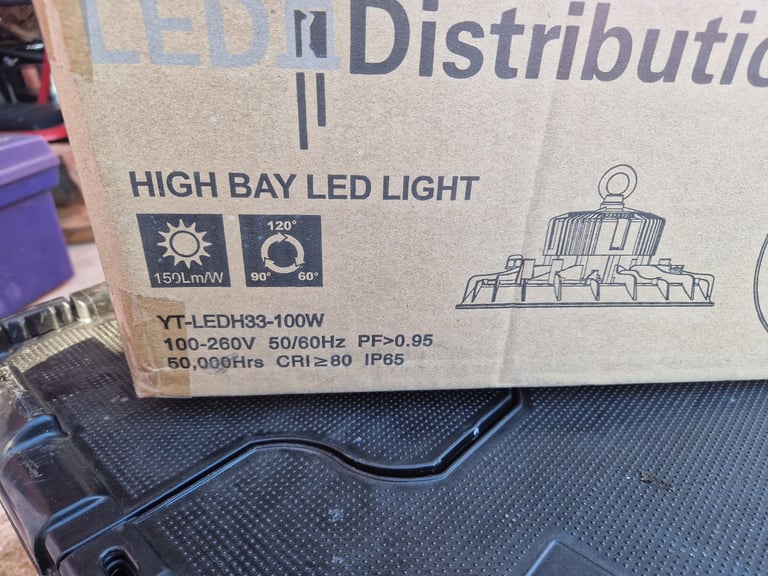 LED Distributio
HIGH BAY LED LIGHT
150Lm/W
120°
90° 60°
YT-LEDH33-100W
100-260V 50/60Hz PF>0.95
50,000Hrs CRI≥80 IP65